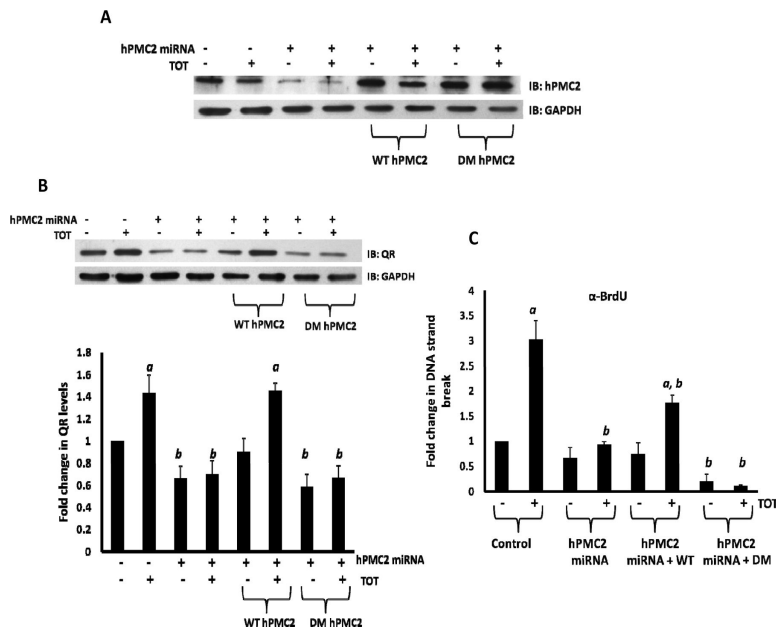 A
hPMC2 miRNA - - + + + + + +
TOT - + - + - + - +
IB: hPMC2
IB: GAPDH
WT hPMC2 DM hPMC2
B
hPMC2 miRNA - - + + + + + +
TOT - + - + - + - +
IB: QR
IB: GAPDH
WT hPMC2 DM hPMC2
Fold change in QR levels
1.8
1.6
1.4
1.2
1
0.8
0.6
0.4
0.2
0
a
b
b
a
b
b
- - + + + + + + hPMC2 miRNA
- + - + - + - + TOT
WT hPMC2 DM hPMC2
C
α-BrdU
Fold change in DNA strand
break
4
3.5
3
2.5
2
1.5
1
0.5
0
a
b
a, b
b
b
- + - + - + - + TOT
Control hPMC2 hPMC2 hPMC2
miRNA miRNA + WT miRNA + DM